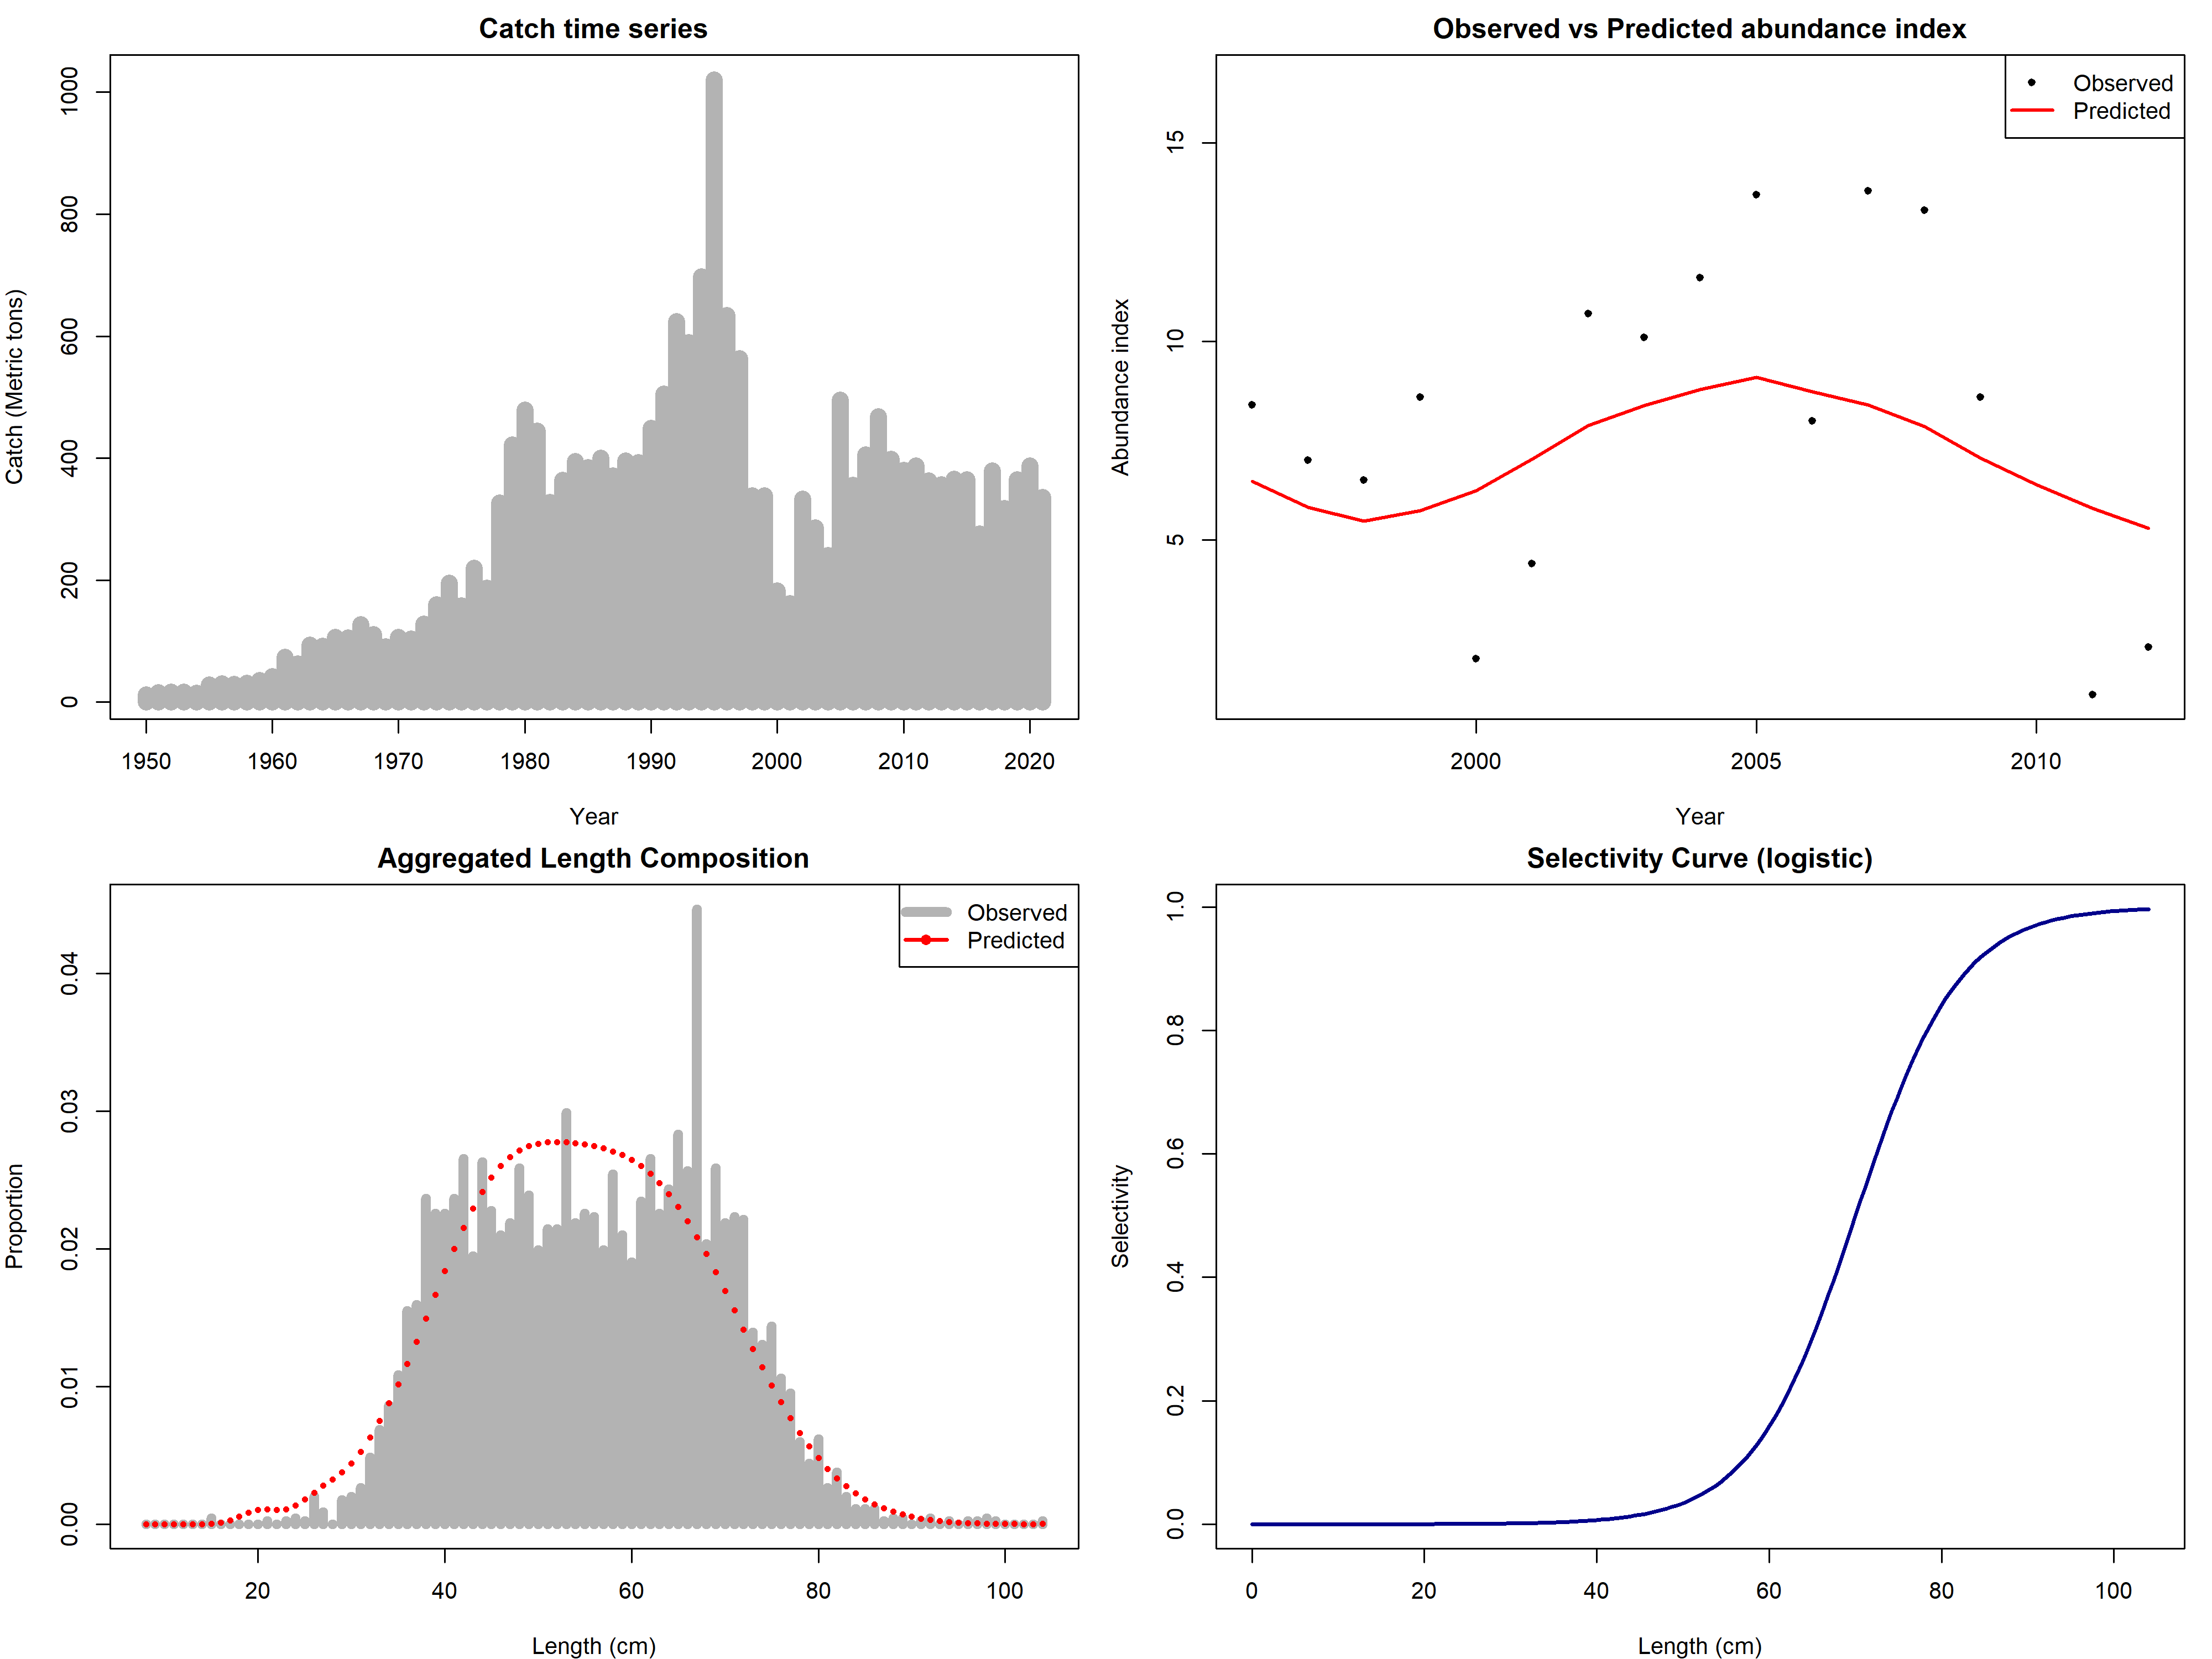 Catch time series
Catch (Metric tons)
1000
800
600
400
200
0
1950 1960 1970 1980 1990 2000 2010 2020
Year
Observed vs Predicted abundance index
Observed
Predicted
Abundance index
15
10
5
2000 2005 2010
Year
Aggregated Length Composition
Observed
Predicted
Proportion
0.04
0.03
0.02
0.01
0.00
20 40 60 80 100
Length (cm)
Selectivity Curve (logistic)
Selectivity
1.0
0.8
0.6
0.4
0.2
0.0
0 20 40 60 80 100
Length (cm)